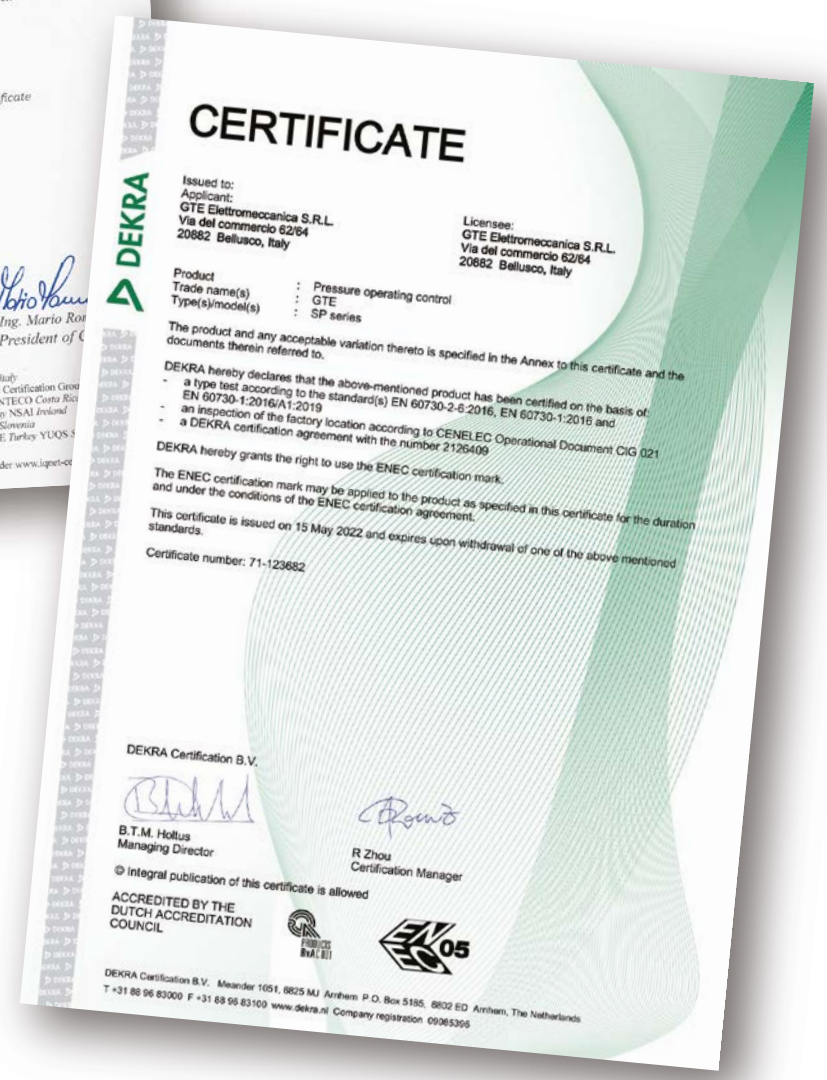 ficate
Ing. Mario
President of
Italy
Certification
NSAI Ireland
Slovenia
Turkey YUQS
DEKRA
CERTIFICATE
Issued to:
Applicant:
GTE Elettromeccanica S.R.L.
Via del commercio 62/64
20882 Bellusco, Italy
Licensee:
GTE Elettromeccanica S.R.L.
Via del commercio 62/64
20882 Bellusco, Italy
Product : Pressure operating control
Trade name(s) : GTE
Type(s)/model(s) : SP series
The product and any acceptable variation thereto is specified in the Annex to this certificate and the
documents therein referred to.
DEKRA hereby declares that the above-mentioned product has been certified on the basis of:
- a type test according to the standard(s) EN 60730-2-6:2016, EN 60730-1:2016 and
EN 60730-1:2016/A1:2019
- an inspection of the factory location according to CENELEC Operational Document CIG 021
- a DEKRA certification agreement with the number 2126409
DEKRA hereby grants the right to use the ENEC certification mark.
The ENEC certification mark may be applied to the product as specified in this certificate for the duration
and under the conditions of the ENEC certification agreement.
This certificate is issued on 15 May 2022 and expires upon withdrawal of one of the above mentioned
standards.
Certificate number: 71-123682
DEKRA Certification B.V.
B.T.M. Holtus
Managing Director
R Zhou
Certification Manager
© Integral publication of this certificate is allowed
ACCREDITED BY THE
DUTCH ACCREDITATION
COUNCIL
PRODUCTS
RvA C 001
ENEC 05
DEKRA Certification B.V. Meander 1051, 6825 MJ Arnhem P.O. Box 5185, 6802 ED Arnhem, The Netherlands
T +31 88 96 83000 F +31 88 96 83100 www.dekra.nl Company registration 09085396